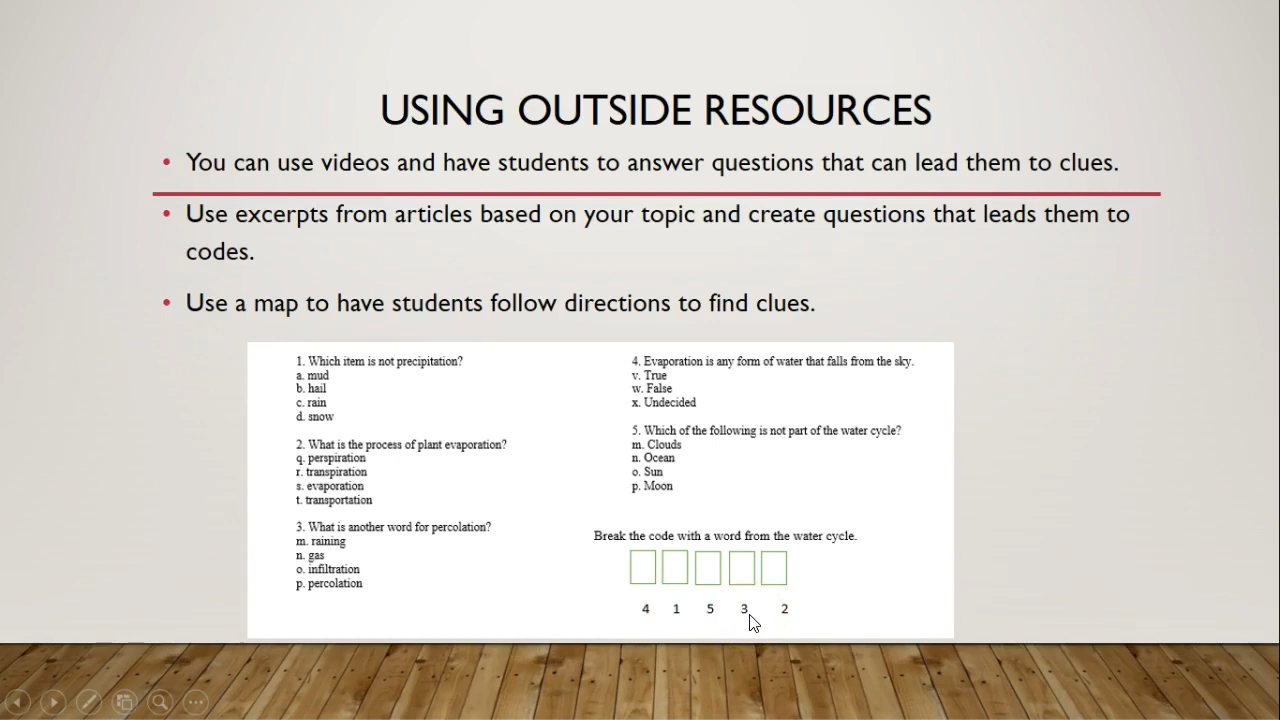 USING OUTSIDE RESOURCES
• You can use videos and have students to answer questions that can lead them to clues.
• Use excerpts from articles based on your topic and create questions that leads them to
codes.
• Use a map to have students follow directions to find clues.
1. Which item is not precipitation?
a. mud
b. hail
c. rain
d. snow
2. What is the process of plant evaporation?
q. perspiration
r. transpiration
s. evaporation
t. transportation
3. What is another word for percolation?
m. raining
n. gas
o. infiltration
p. percolation
4. Evaporation is any form of water that falls from the sky.
v. True
w. False
x. Undecided
5. Which of the following is not part of the water cycle?
m. Clouds
n. Ocean
o. Sun
p. Moon
Break the code with a word from the water cycle.
4 1 5 3 2